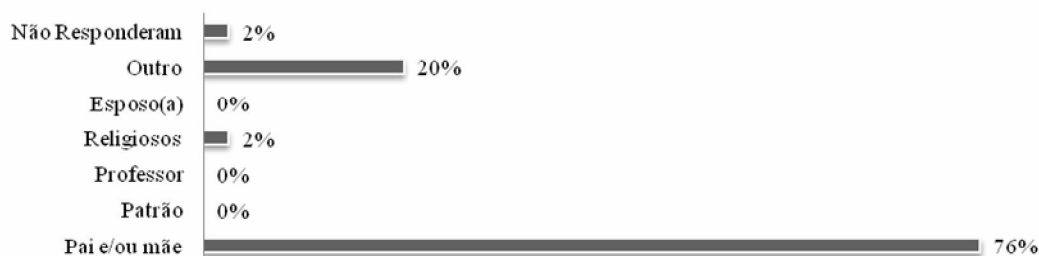 Não Responderam 2%
Outro 20%
Esposo(a) 0%
Religiosos 2%
Professor 0%
Patrão 0%
Pai e/ou mãe 76%